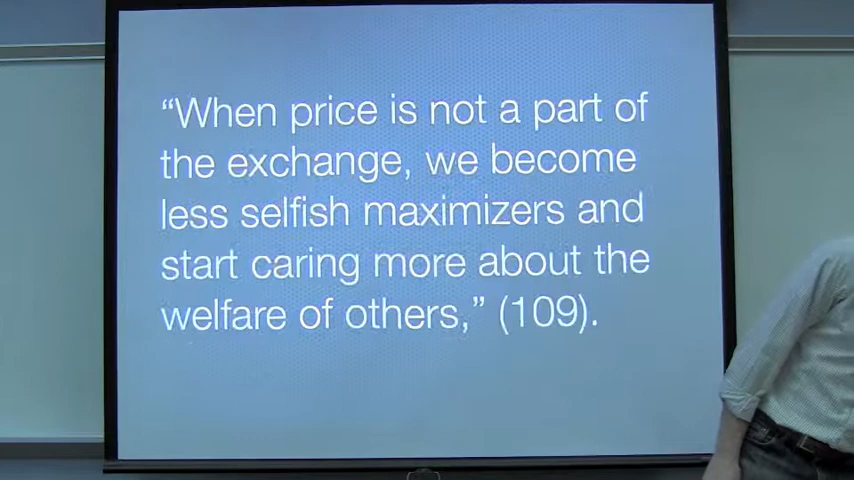 “When price is not a part of
the exchange, we become
less selfish maximizers and
start caring more about the
welfare of others,” (109).